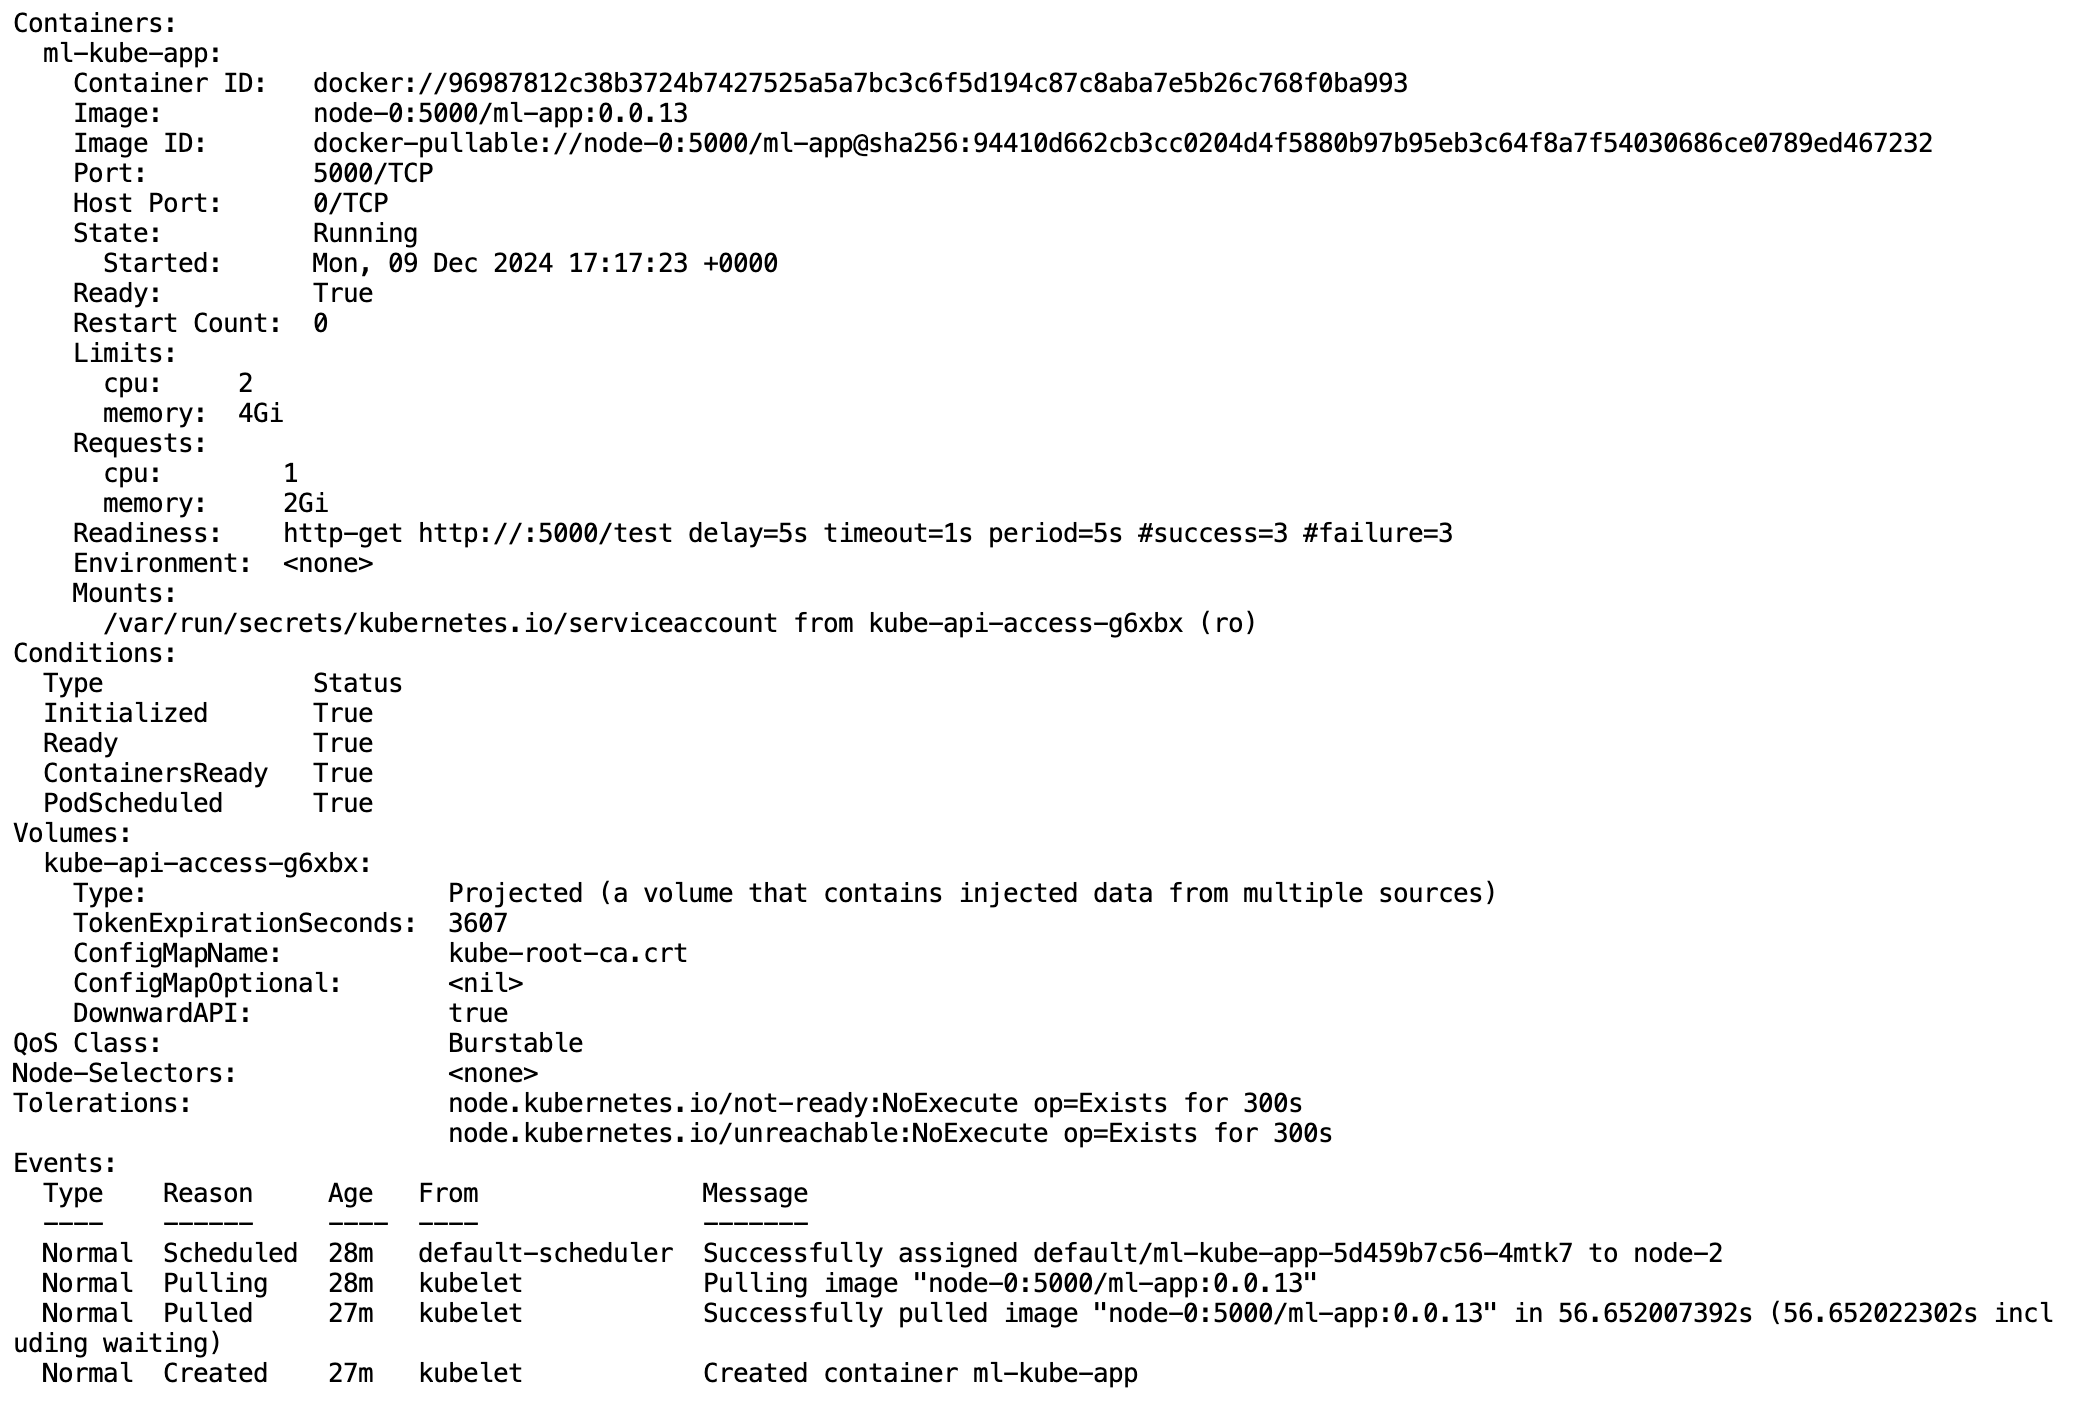 Containers:
  ml-kube-app:
    Container ID:   docker://96987812c38b3724b7427525a5a7bc3c6f5d194c87c8aba7e5b26c768f0ba993
    Image:          node-0:5000/ml-app:0.0.13
    Image ID:       docker-pullable://node-0:5000/ml-app@sha256:94410d662cb3cc0204d4f5880b97b95eb3c64f8a7f54030686ce0789ed467232
    Port:           5000/TCP
    Host Port:      0/TCP
    State:          Running
      Started:      Mon, 09 Dec 2024 17:17:23 +0000
    Ready:          True
    Restart Count:  0
    Limits:
      cpu:     2
      memory:  4Gi
    Requests:
      cpu:        1
      memory:     2Gi
    Readiness:    http-get http://:5000/test delay=5s timeout=1s period=5s #success=3 #failure=3
    Environment:  <none>
    Mounts:
      /var/run/secrets/kubernetes.io/serviceaccount from kube-api-access-g6xbx (ro)
Conditions:
  Type              Status
  Initialized       True
  Ready             True
  ContainersReady   True
  PodScheduled      True
Volumes:
  kube-api-access-g6xbx:
    Type:                    Projected (a volume that contains injected data from multiple sources)
    TokenExpirationSeconds:  3607
    ConfigMapName:           kube-root-ca.crt
    ConfigMapOptional:       <nil>
    DownwardAPI:             true
QoS Class:                   Burstable
Node-Selectors:              <none>
Tolerations:                 node.kubernetes.io/not-ready:NoExecute op=Exists for 300s
                             node.kubernetes.io/unreachable:NoExecute op=Exists for 300s
Events:
  Type    Reason     Age   From               Message
  ----    ------     ----  ----               -------
  Normal  Scheduled  28m   default-scheduler  Successfully assigned default/ml-kube-app-5d459b7c56-4mtk7 to node-2
  Normal  Pulling    28m   kubelet            Pulling image "node-0:5000/ml-app:0.0.13"
  Normal  Pulled     27m   kubelet            Successfully pulled image "node-0:5000/ml-app:0.0.13" in 56.652007392s (56.652022302s incl
uding waiting)
  Normal  Created    27m   kubelet            Created container ml-kube-app